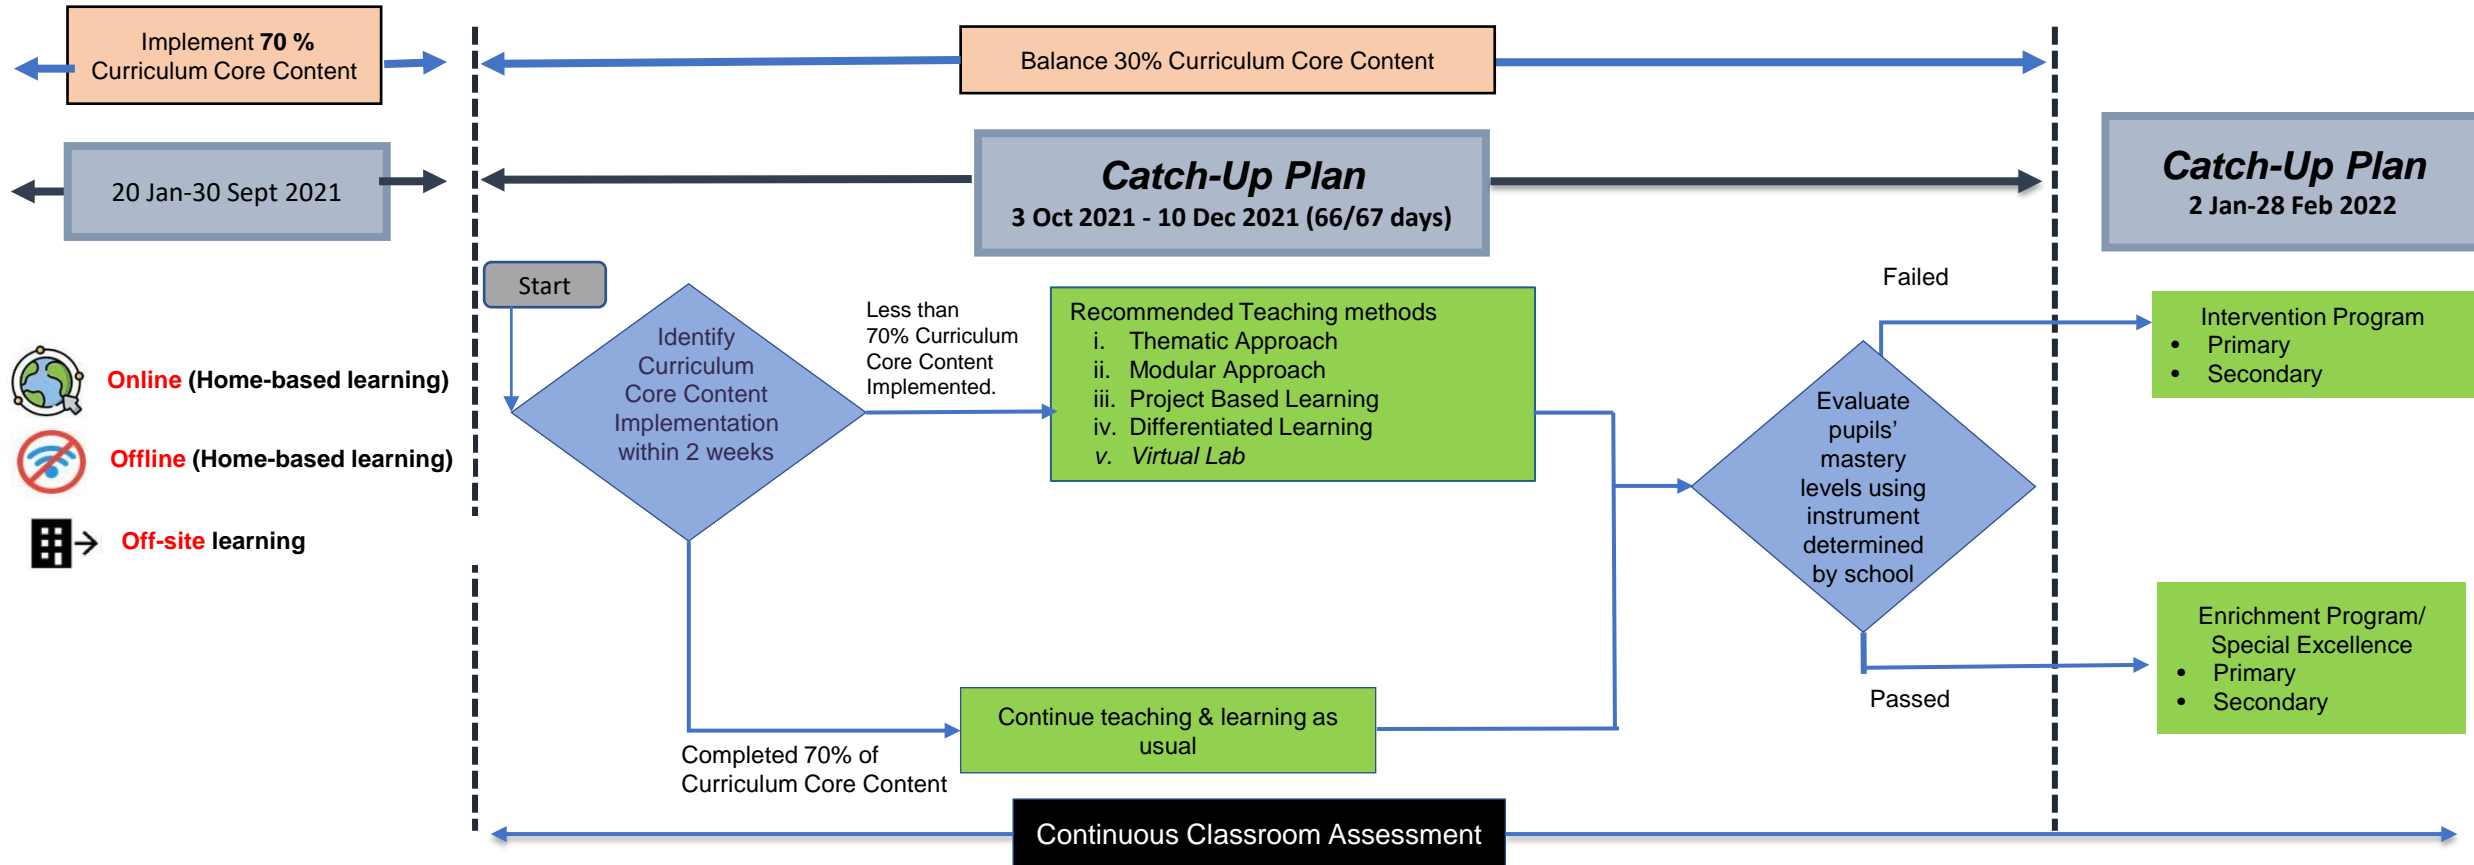 Implement 70 %
Curriculum Core Content
Balance 30% Curriculum Core Content
20 Jan-30 Sept 2021
Catch-Up Plan
3 Oct 2021 - 10 Dec 2021 (66/67 days)
Catch-Up Plan
2 Jan-28 Feb 2022
Online (Home-based learning)
Offline (Home-based learning)
Off-site learning
Start
Identify
Curriculum
Core Content
Implementation
within 2 weeks
Less than
70% Curriculum
Core Content
Implemented.
Recommended Teaching methods
i. Thematic Approach
ii. Modular Approach
iii. Project Based Learning
iv. Differentiated Learning
v. Virtual Lab
Completed 70% of
Curriculum Core Content
Continue teaching & learning as
usual
Evaluate
pupils’
mastery
levels using
instrument
determined
by school
Failed
Intervention Program
• Primary
• Secondary
Passed
Enrichment Program/
Special Excellence
• Primary
• Secondary
Continuous Classroom Assessment